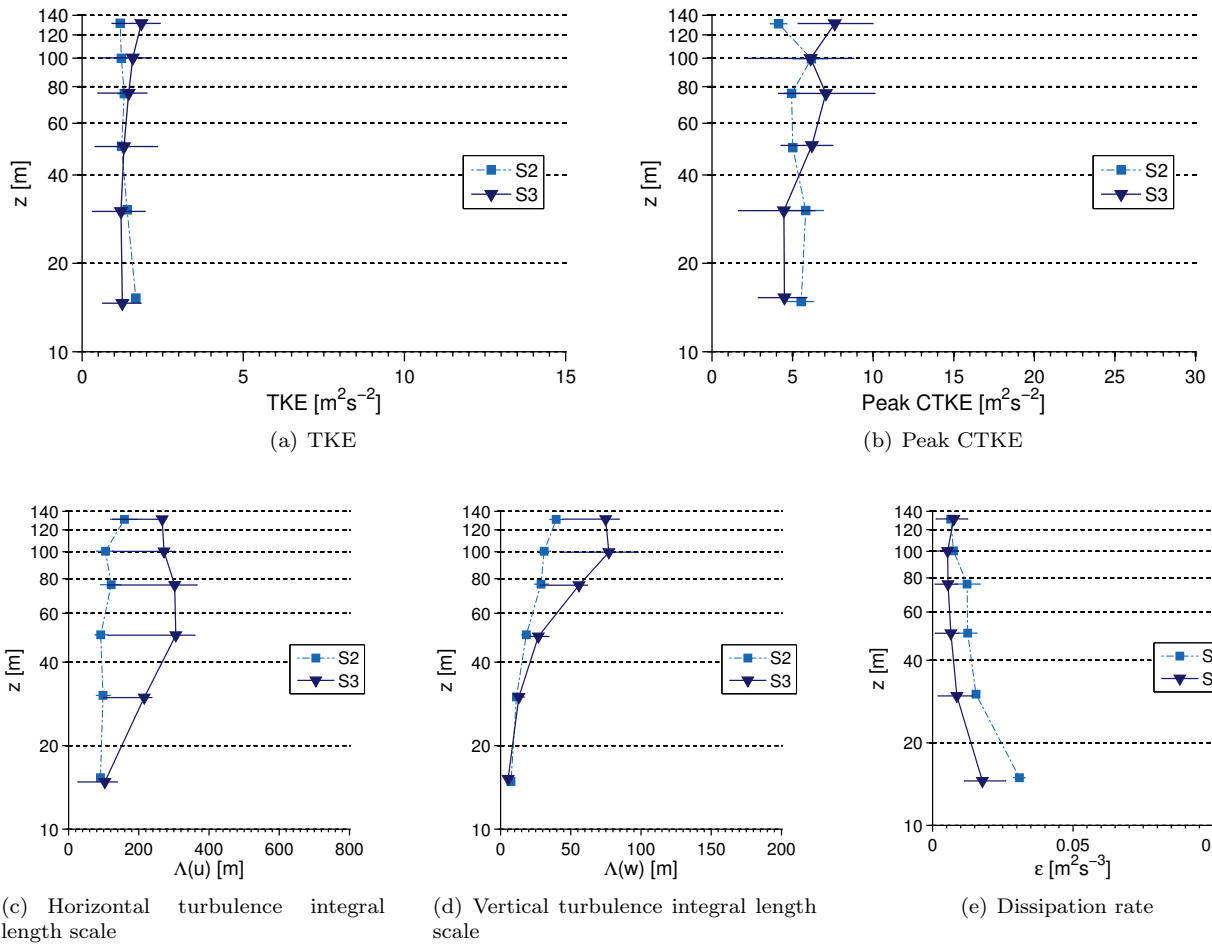 140
120
100
80
60
40
20
10
z [m]
0 5 10 15
TKE [m²s⁻²]
S2
S3
(a) TKE
140
120
100
80
60
40
20
10
z [m]
0 5 10 15 20 25 30
Peak CTKE [m²s⁻²]
S2
S3
(b) Peak CTKE
140
120
100
80
60
40
20
10
z [m]
0 200 400 600 800
Λ(u) [m]
S2
S3
(c) Horizontal turbulence integral
length scale
140
120
100
80
60
40
20
10
z [m]
0 50 100 150 200
Λ(w) [m]
S2
S3
(d) Vertical turbulence integral length
scale
140
120
100
80
60
40
20
10
z [m]
0 0.05 0
ε [m²s⁻³]
S
S
(e) Dissipation rate